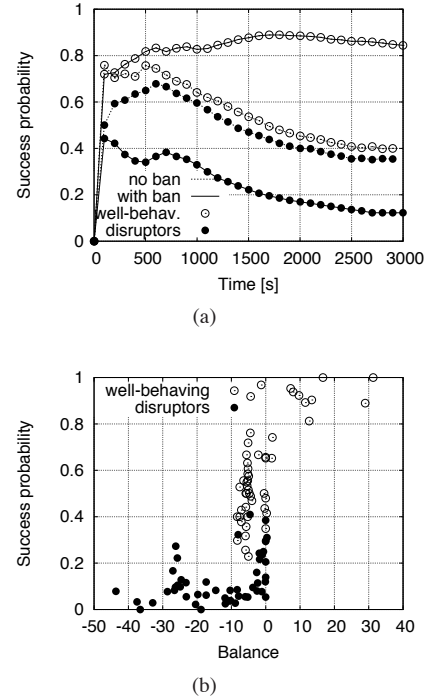 1
0.8
0.6
0.4
0.2
0
Success probability
no ban
with ban
well-behav.
disruptors
0 500 1000 1500 2000 2500 3000
Time [s]
(a)
1
0.8
0.6
0.4
0.2
0
Success probability
well-behaving
disruptors
-50 -40 -30 -20 -10 0 10 20 30 40
Balance
(b)